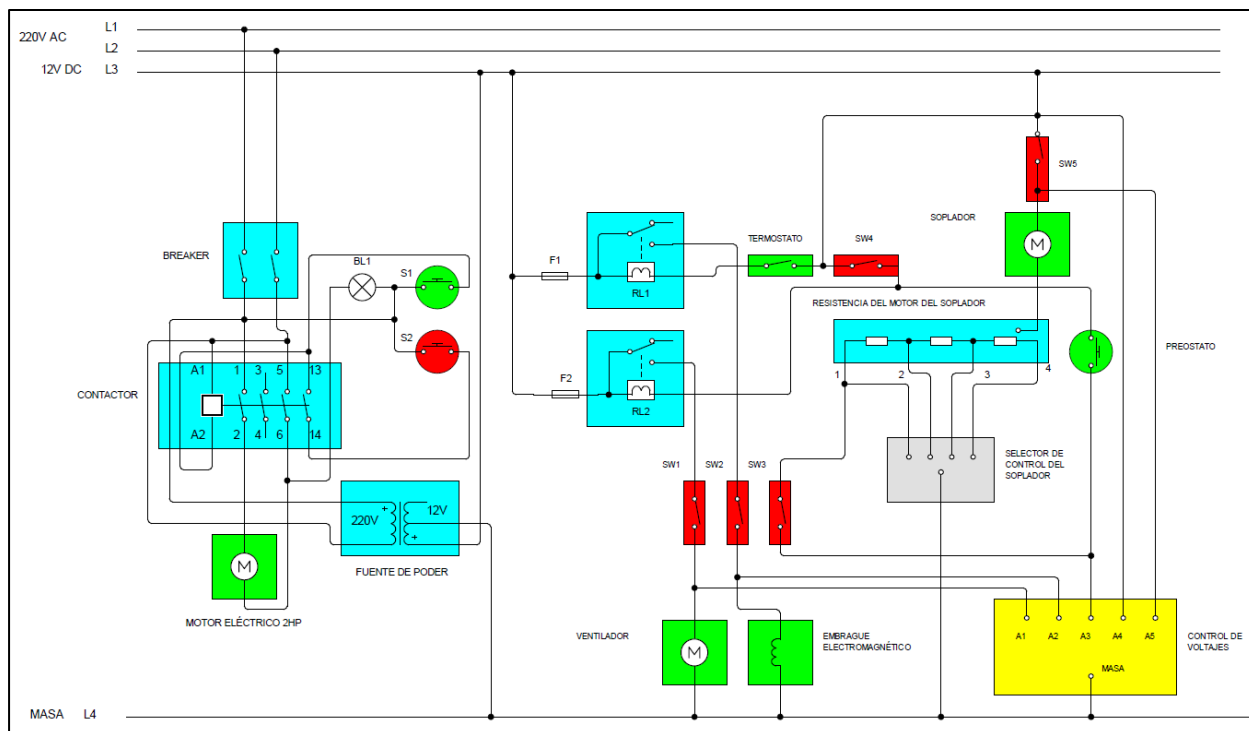 220V AC L1
L2
12V DC L3
BREAKER
BL1
S1
S2
CONTACTOR
A1 1 3 5 13
A2 2 4 6 14
220V + 12V
+
FUENTE DE PODER
M
MOTOR ELÉCTRICO 2HP
F1
RL1
F2
RL2
TERMOSTATO
SW4
SW5
SOPLADOR
M
RESISTENCIA DEL MOTOR DEL SOPLADOR
1 2 3 4
PREOSTATO
SELECTOR DE
CONTROL DEL
SOPLADOR
SW1 SW2 SW3
VENTILADOR
M
EMBRAGUE
ELECTROMAGNÉTICO
A1 A2 A3 A4 A5
MASA
CONTROL DE
VOLTAJES
MASA L4